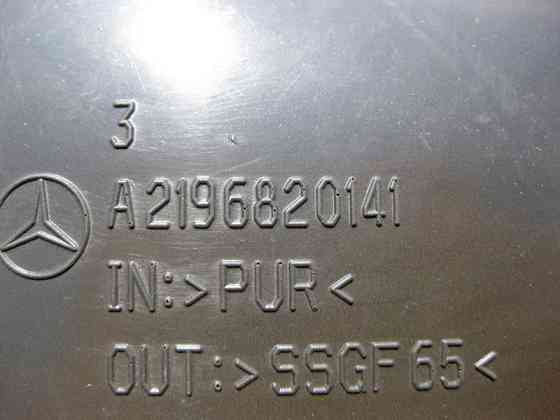 3
A2196820141
IN:>PUR<
OUT:>SSGF65<